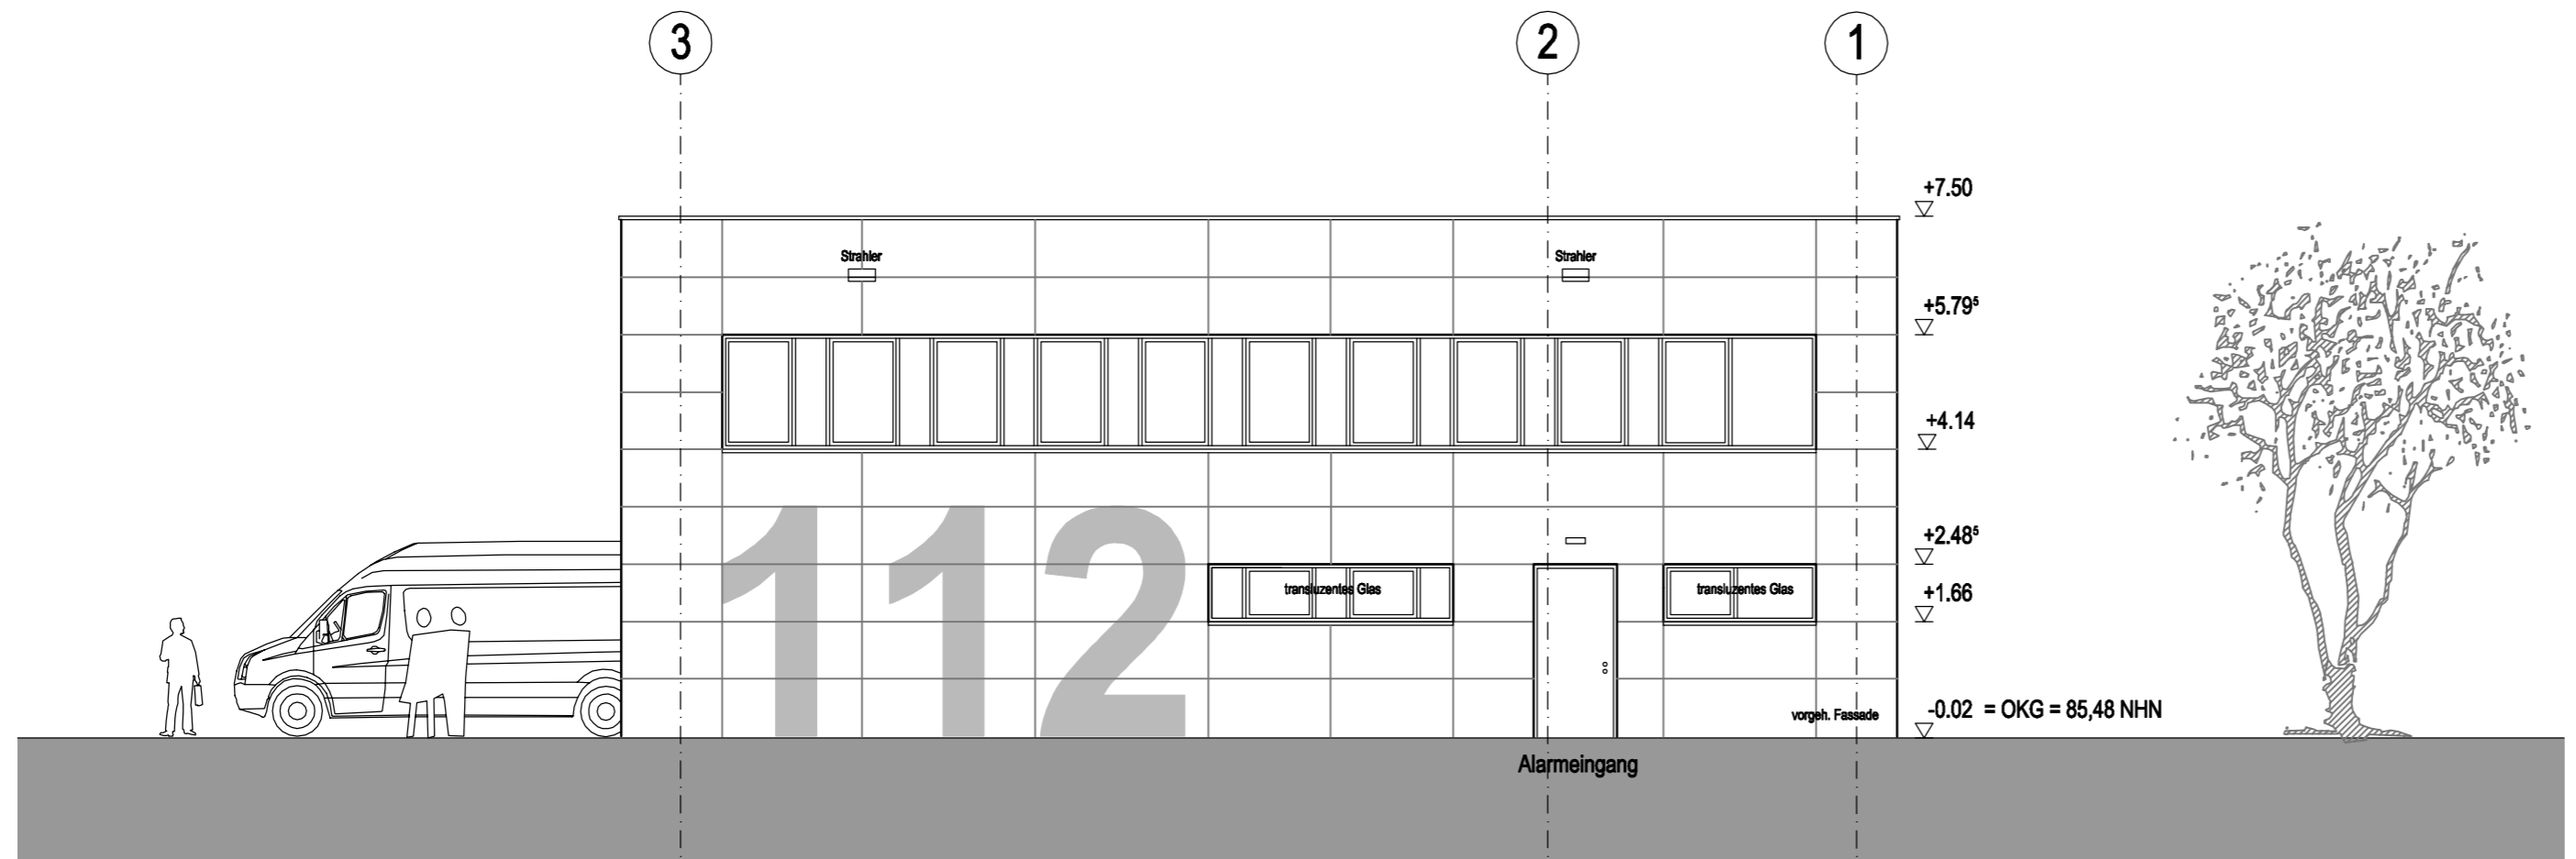 3
2
1
+7.50
Strahler
Strahler
+5.79⁵
+4.14
112
+2.48⁵
transluzentes Glas
transluzentes Glas
+1.66
vorgeh. Fassade
-0.02 = OKG = 85,48 NHN
Alarmeingang